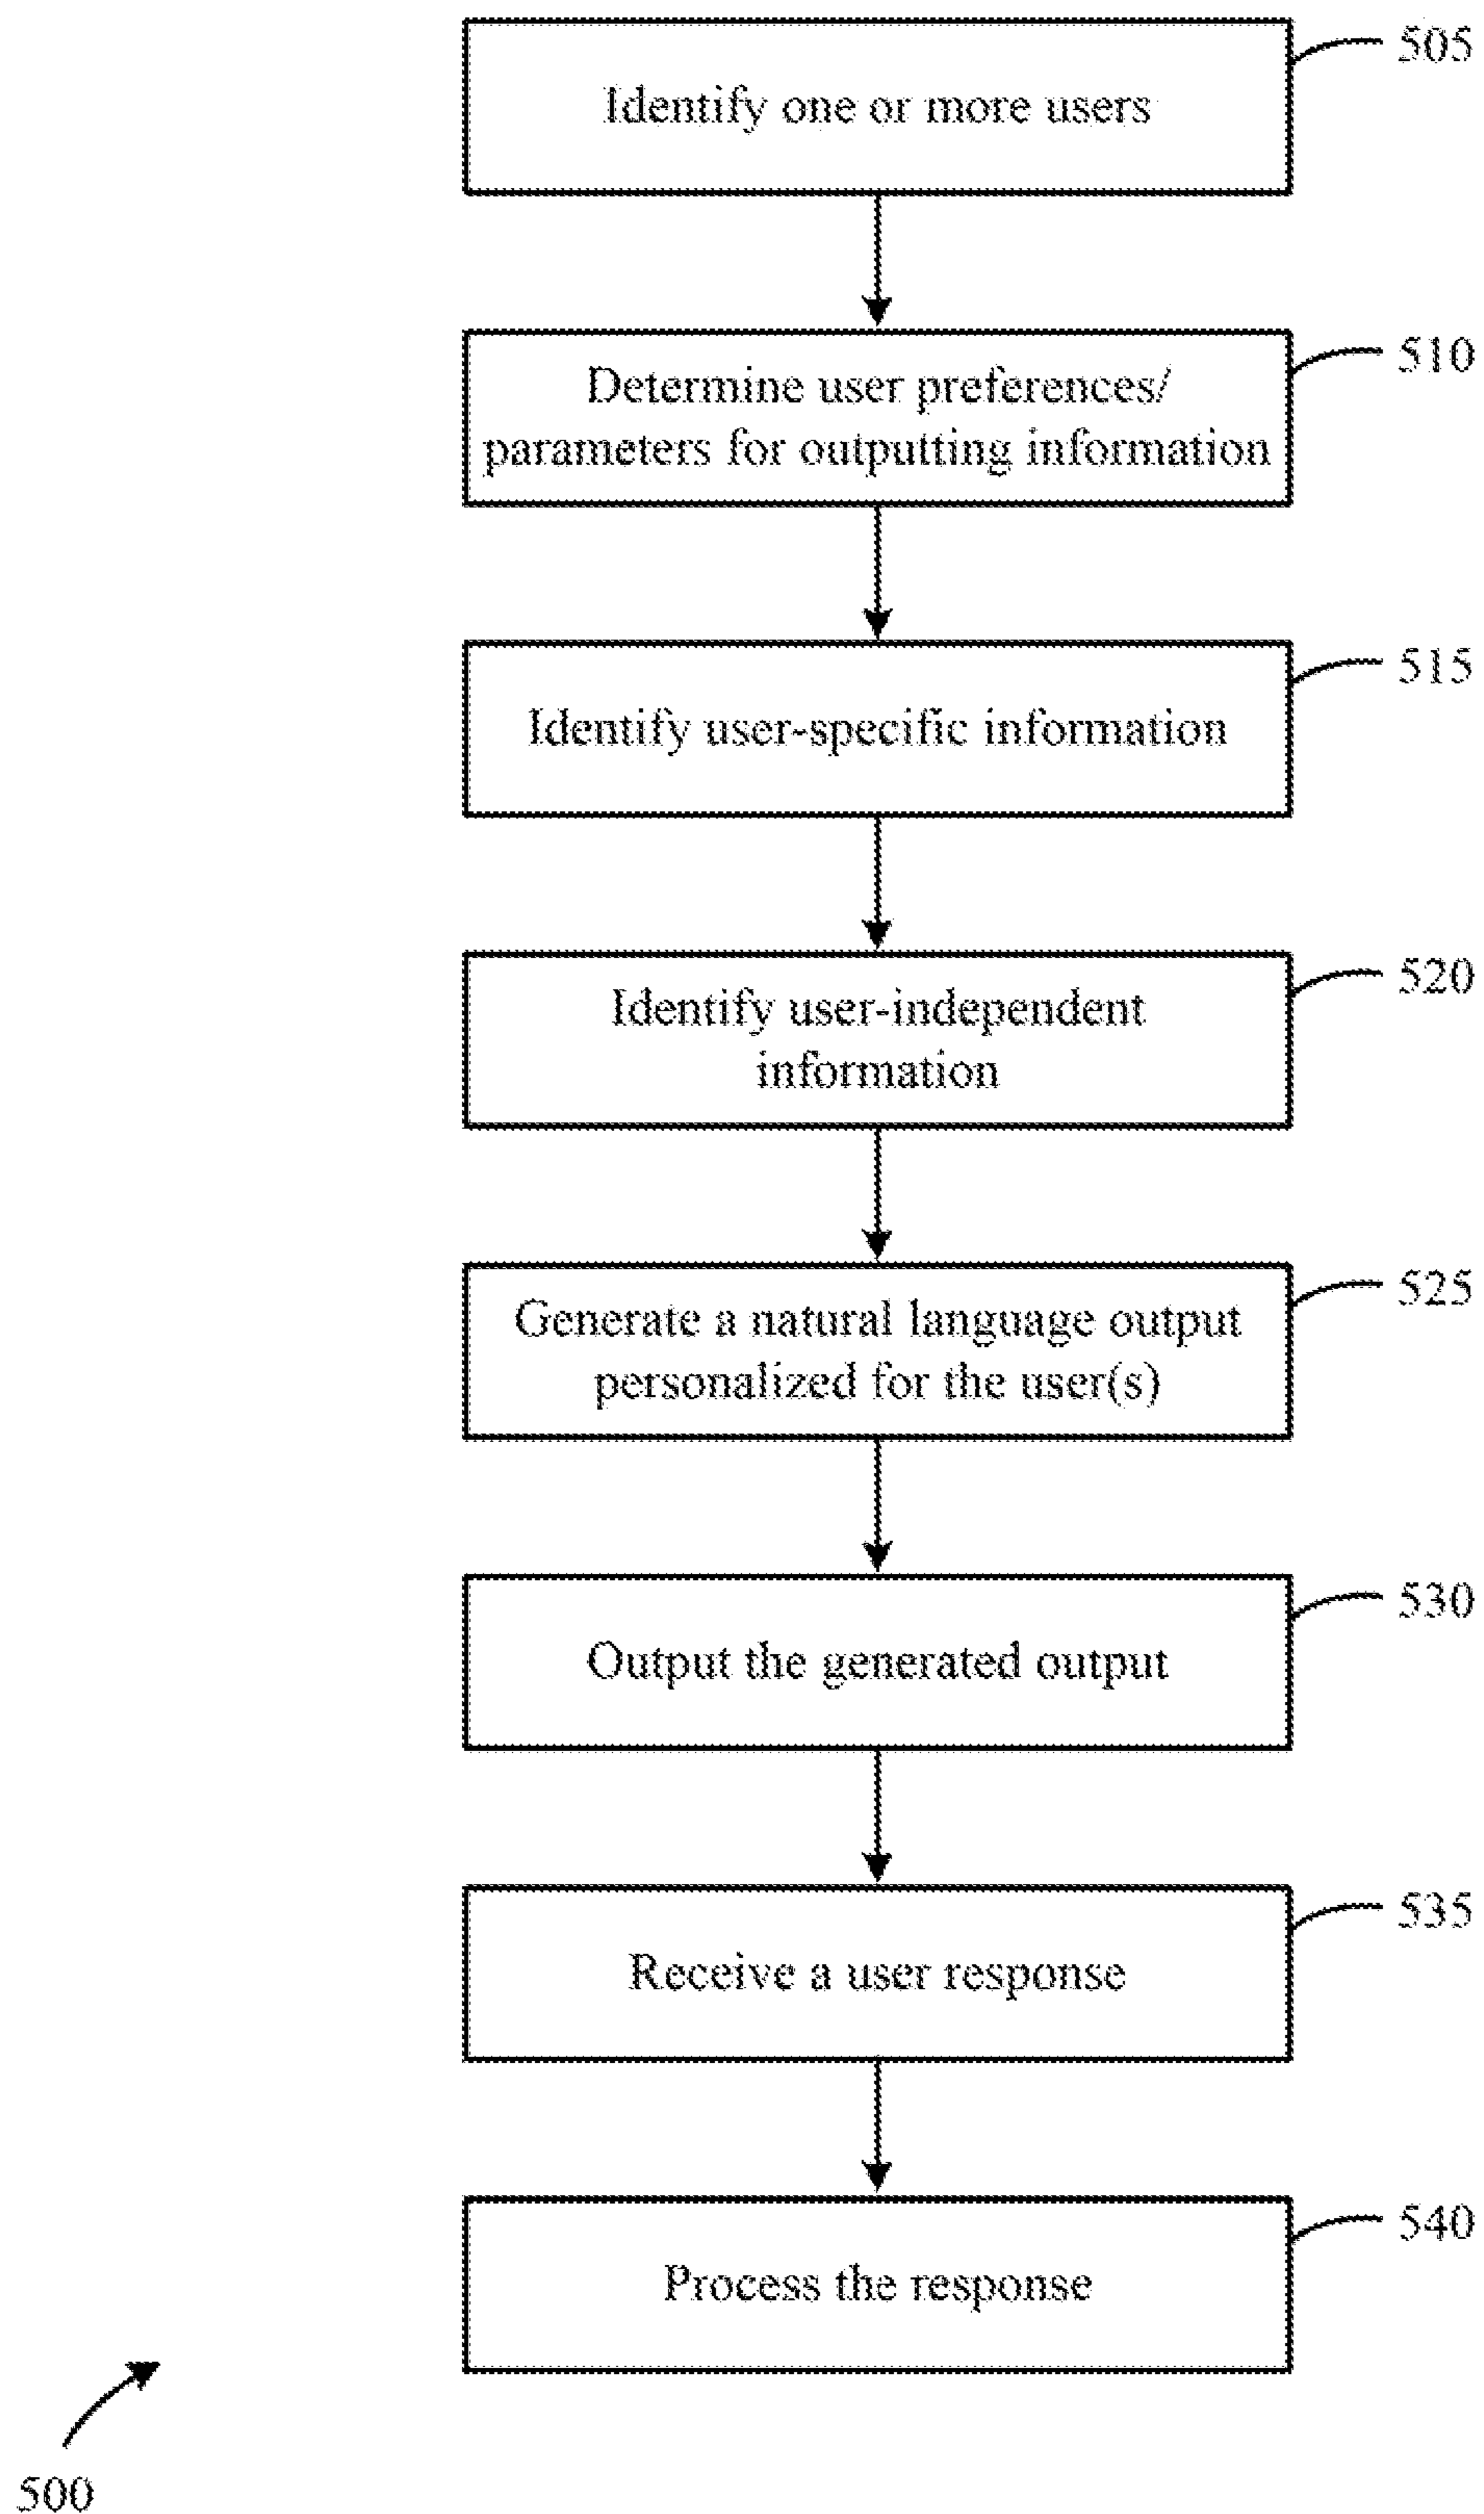 505
Identify one or more users
510
Determine user preferences/
parameters for outputting information
515
Identify user-specific information
520
Identify user-independent
information
525
Generate a natural language output
personalized for the user(s)
530
Output the generated output
535
Receive a user response
540
Process the response
500